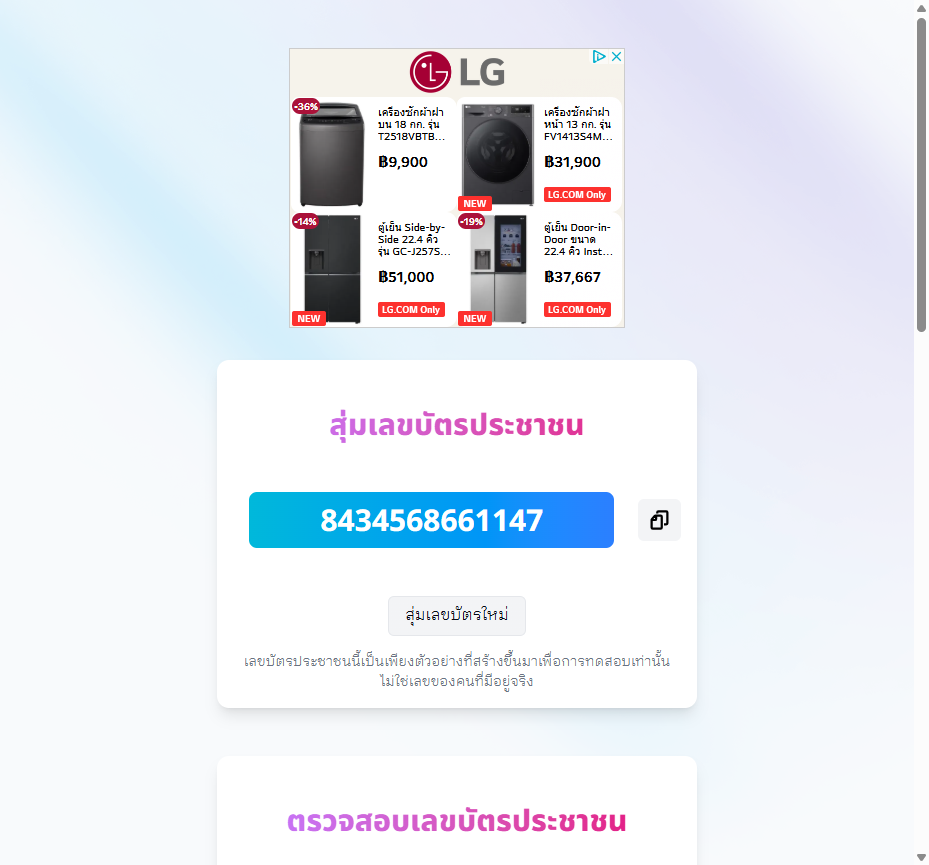 LG
-36%
เครื่องซักผ้าฝา
บน 18 กก. รุ่น
T2518VBTB...
฿9,900
เครื่องซักผ้าฝา
หน้า 13 กก. รุ่น
FV1413S4M...
฿31,900
NEW
LG.COM Only
-14%
ตู้เย็น Side-by-
Side 22.4 คิว
รุ่น GC-J257S...
฿51,000
NEW
LG.COM Only
-19%
ตู้เย็น Door-in-
Door ขนาด
22.4 คิว Inst...
฿37,667
NEW
LG.COM Only
สุ่มเลขบัตรประชาชน
8434568661147
สุ่มเลขบัตรใหม่
เลขบัตรประชาชนนี้เป็นเพียงตัวอย่างที่สร้างขึ้นมาเพื่อการทดสอบเท่านั้น
ไม่ใช่เลขของคนที่มีอยู่จริง
ตรวจสอบเลขบัตรประชาชน